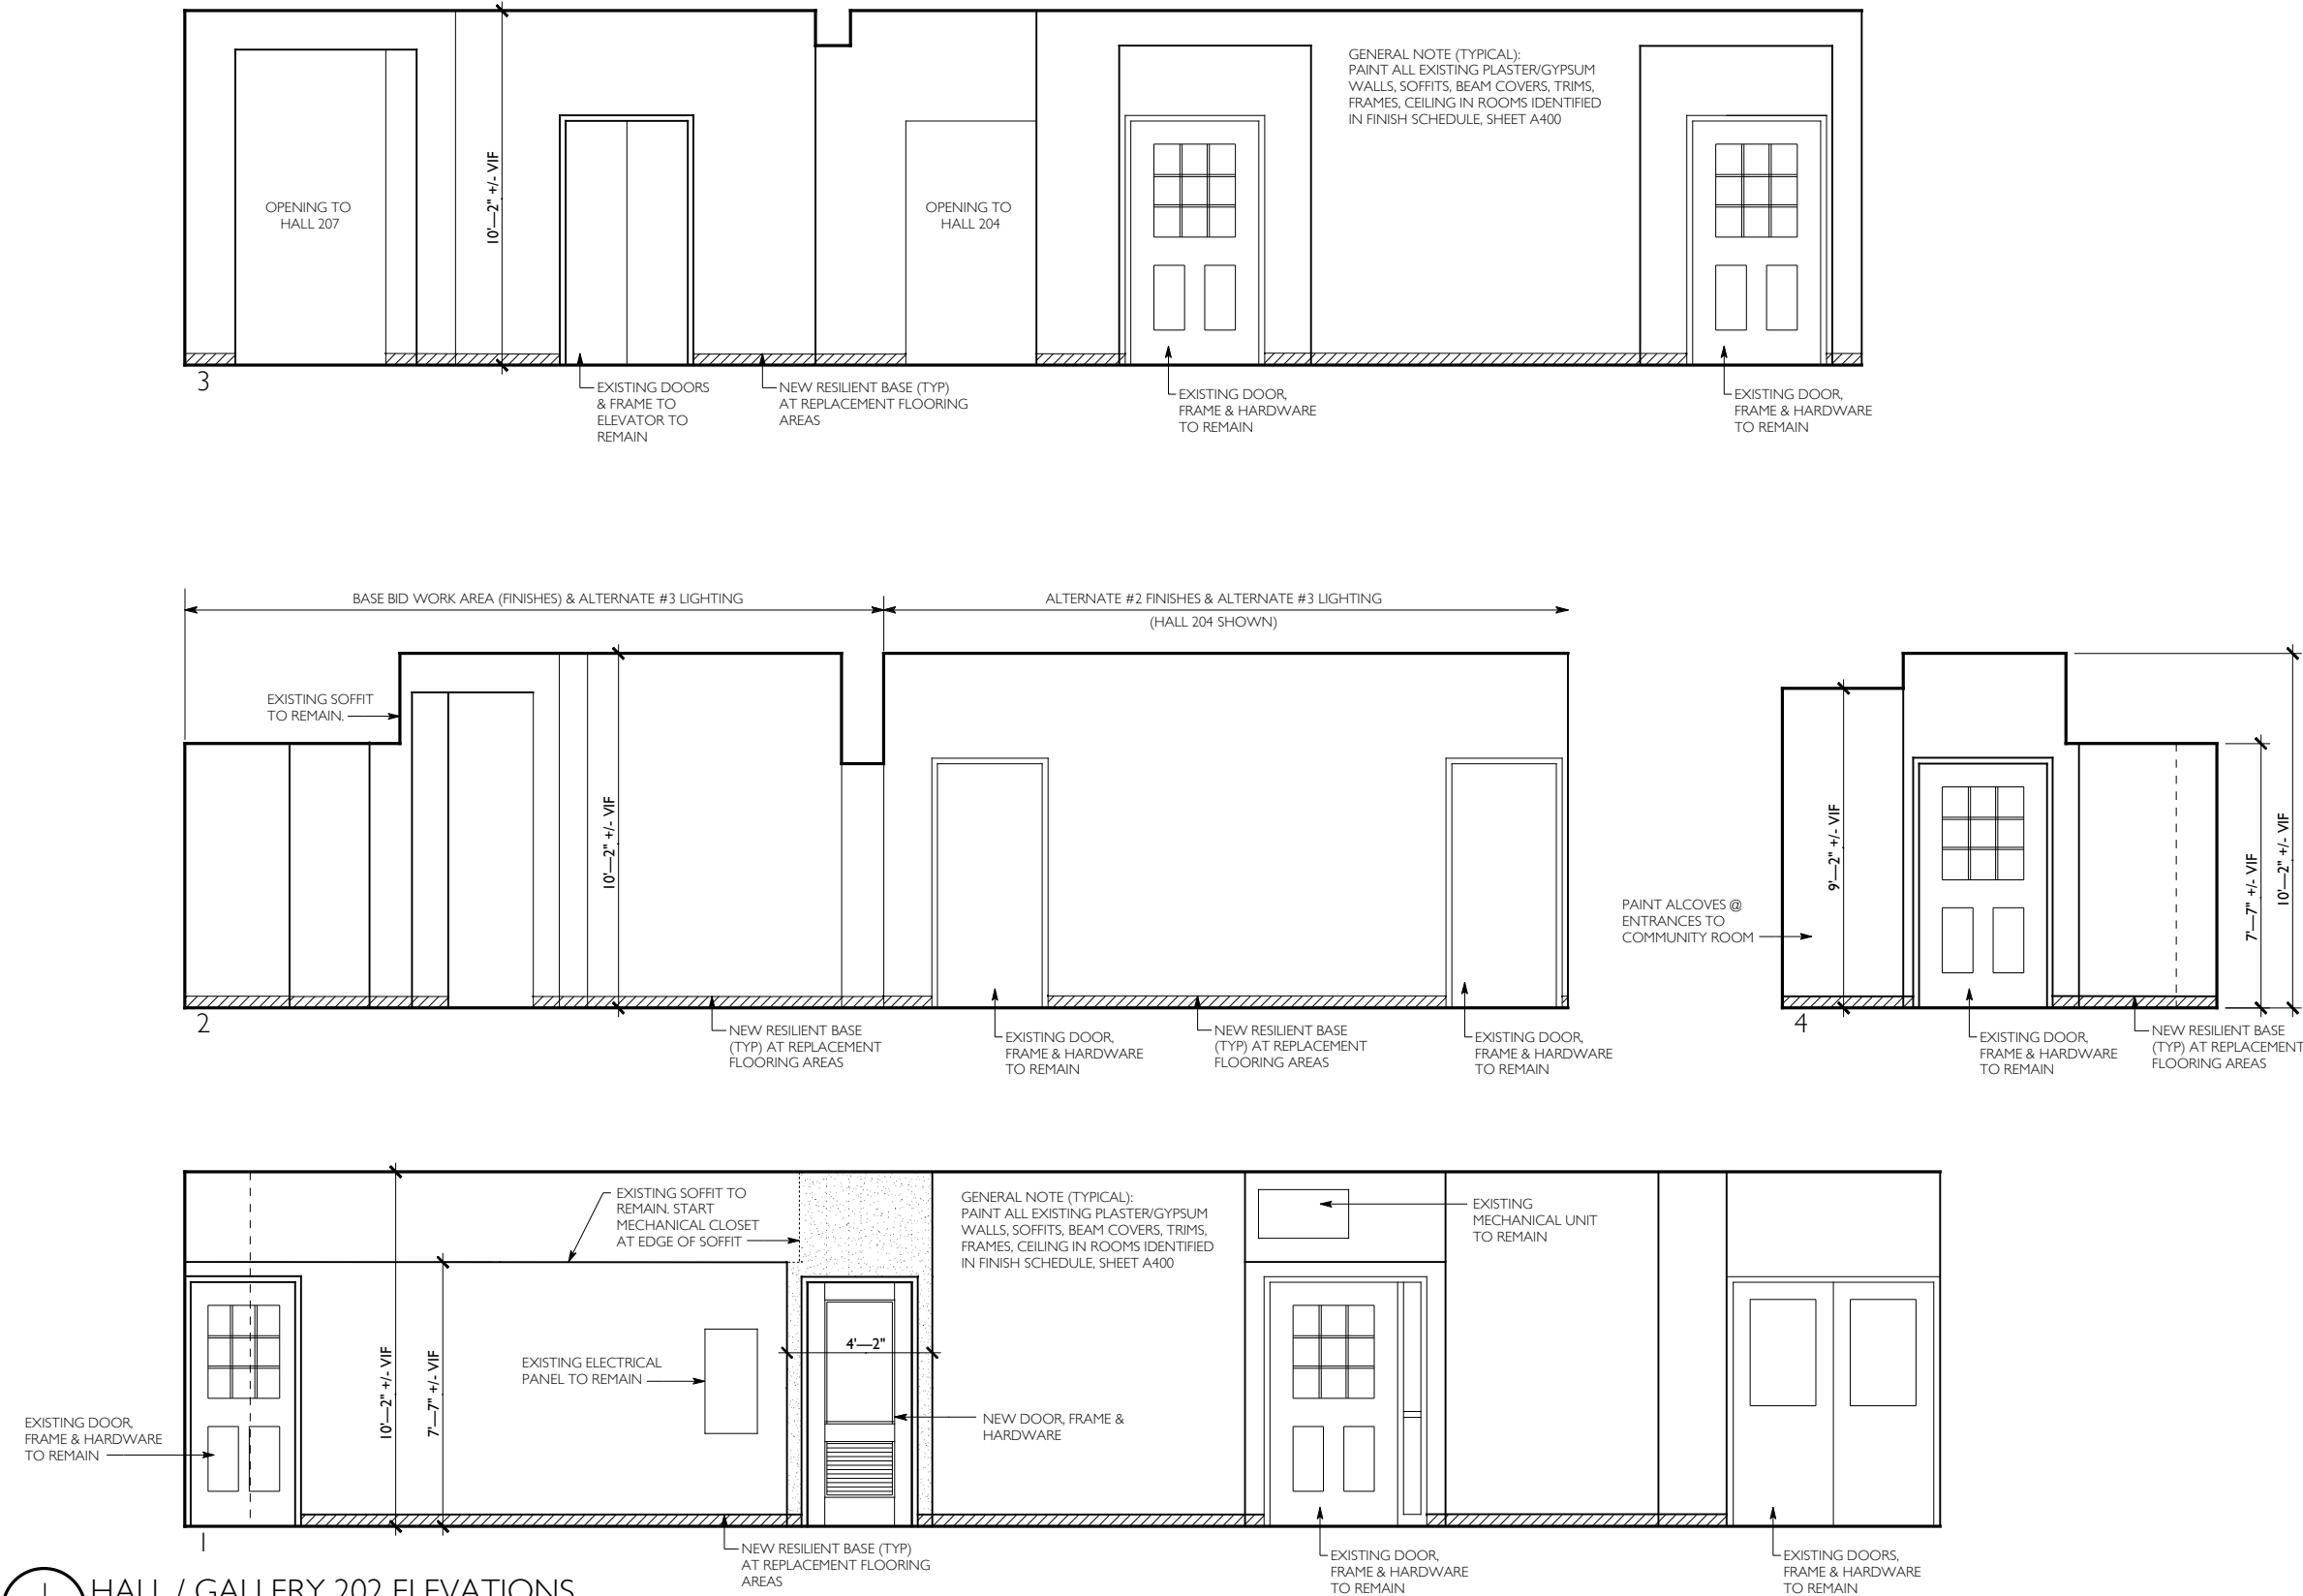 GENERAL NOTE (TYPICAL):
PAINT ALL EXISTING PLASTER/GYPSUM
WALLS, SOFFITS, BEAM COVERS, TRIMS,
FRAMES, CEILING IN ROOMS IDENTIFIED
IN FINISH SCHEDULE, SHEET A400
OPENING TO
HALL 207
10'—2" +/- VIF
OPENING TO
HALL 204
3
EXISTING DOORS
& FRAME TO
ELEVATOR TO
REMAIN
NEW RESILIENT BASE (TYP)
AT REPLACEMENT FLOORING
AREAS
EXISTING DOOR,
FRAME & HARDWARE
TO REMAIN
EXISTING DOOR,
FRAME & HARDWARE
TO REMAIN
BASE BID WORK AREA (FINISHES) & ALTERNATE #3 LIGHTING
ALTERNATE #2 FINISHES & ALTERNATE #3 LIGHTING
(HALL 204 SHOWN)
EXISTING SOFFIT
TO REMAIN.
10'—2" +/- VIF
2
NEW RESILIENT BASE
(TYP) AT REPLACEMENT
FLOORING AREAS
EXISTING DOOR,
FRAME & HARDWARE
TO REMAIN
NEW RESILIENT BASE
(TYP) AT REPLACEMENT
FLOORING AREAS
EXISTING DOOR,
FRAME & HARDWARE
TO REMAIN
PAINT ALCOVES @
ENTRANCES TO
COMMUNITY ROOM
9'—2" +/- VIF
7'—7" +/- VIF
10'—2" +/- VIF
4
EXISTING DOOR,
FRAME & HARDWARE
TO REMAIN
NEW RESILIENT BASE
(TYP) AT REPLACEMENT
FLOORING AREAS
EXISTING SOFFIT TO
REMAIN. START
MECHANICAL CLOSET
AT EDGE OF SOFFIT
GENERAL NOTE (TYPICAL):
PAINT ALL EXISTING PLASTER/GYPSUM
WALLS, SOFFITS, BEAM COVERS, TRIMS,
FRAMES, CEILING IN ROOMS IDENTIFIED
IN FINISH SCHEDULE, SHEET A400
EXISTING
MECHANICAL UNIT
TO REMAIN
10'—2" +/- VIF
7'—7" +/- VIF
EXISTING ELECTRICAL
PANEL TO REMAIN
4'—2"
NEW DOOR, FRAME &
HARDWARE
EXISTING DOOR,
FRAME & HARDWARE
TO REMAIN
1
NEW RESILIENT BASE (TYP)
AT REPLACEMENT FLOORING
AREAS
EXISTING DOOR,
FRAME & HARDWARE
TO REMAIN
EXISTING DOORS,
FRAME & HARDWARE
TO REMAIN
1
HALL / GALLERY 202 ELEVATIONS